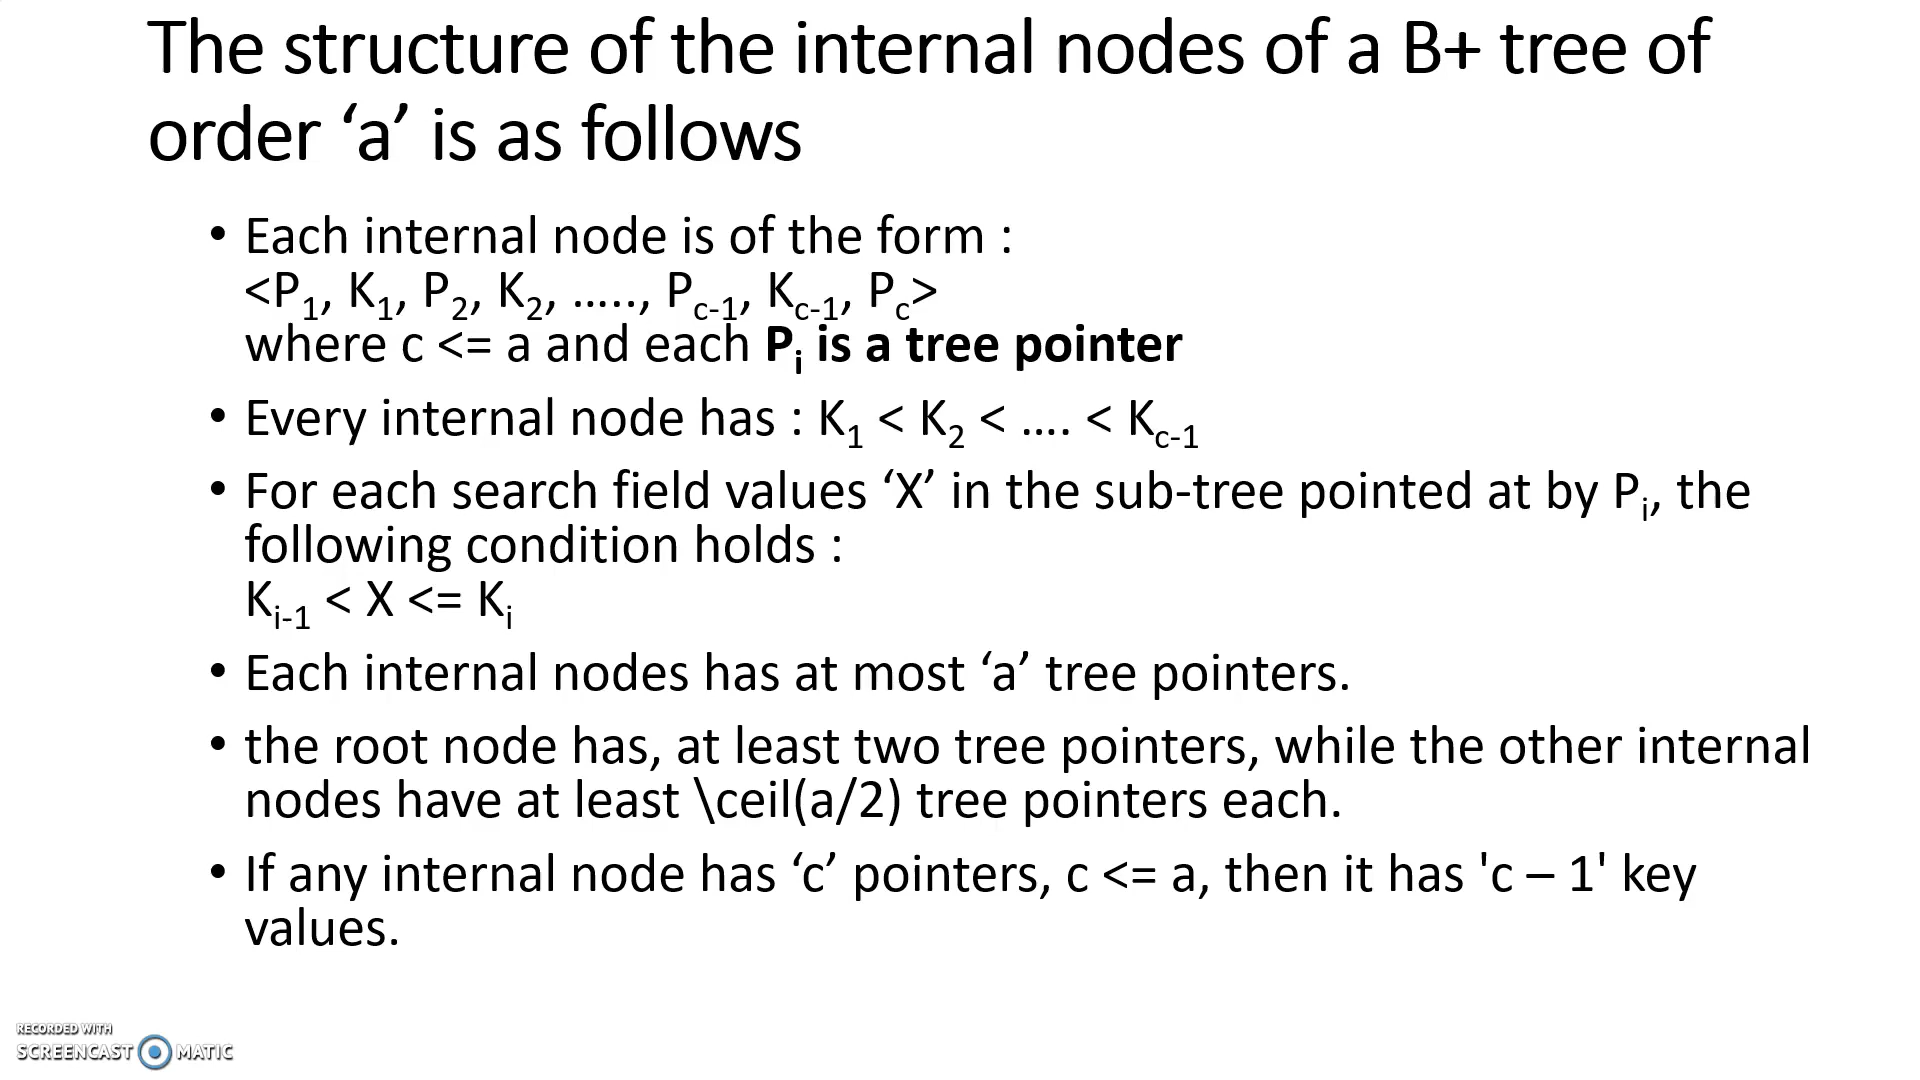 The structure of the internal nodes of a B+ tree of
order ‘a’ is as follows
• Each internal node is of the form :
<P1, K1, P2, K2, ....., Pc-1, Kc-1, Pc>
where c <= a and each Pi is a tree pointer
• Every internal node has : K1 < K2 < .... < Kc-1
• For each search field values ‘X’ in the sub-tree pointed at by Pi, the
following condition holds :
Ki-1 < X <= Ki
• Each internal nodes has at most ‘a’ tree pointers.
• the root node has, at least two tree pointers, while the other internal
nodes have at least \ceil(a/2) tree pointers each.
• If any internal node has ‘c’ pointers, c <= a, then it has 'c – 1' key
values.
RECORDED WITH
SCREENCAST MATIC